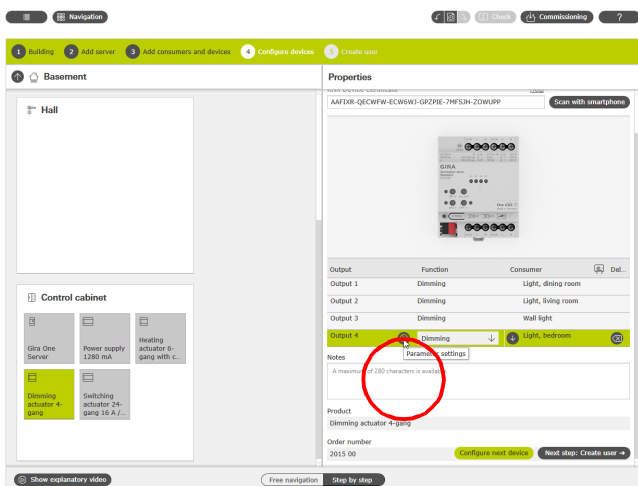 Navigation
Check
Commissioning
?
1 Building
2 Add server
3 Add consumers and devices
4 Configure devices
5 Create user
Basement
Properties
Hall
AAFIXR-QECWFW-ECW6WJ-GPZPIE-7MFSJH-ZOWUPP
Scan with smartphone
GIRA
Output Function Consumer Del...
Output 1 Dimming Light, dining room
Output 2 Dimming Light, living room
Output 3 Dimming Wall light
Output 4 Dimming Light, bedroom
Parameter settings
Notes
A maximum of 280 characters is available
Control cabinet
Gira One Server
Power supply 1280 mA
Heating actuator 6-gang with c...
Dimming actuator 4-gang
Switching actuator 24-gang 16 A /...
Product
Dimming actuator 4-gang
Order number
2015 00
Configure next device
Next step: Create user →
Show explanatory video
Free navigation
Step by step